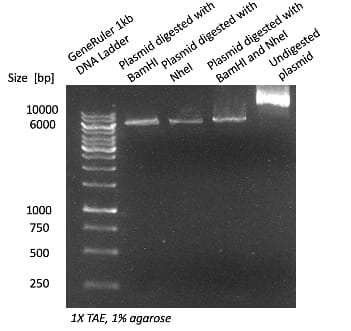 GeneRuler 1kb
DNA Ladder
Plasmid digested with
BamHI
Plasmid digested with
NheI
Plasmid digested with
BamHI and NheI
Undigested
plasmid
Size [bp]
10000
6000
1000
750
500
250
1X TAE, 1% agarose